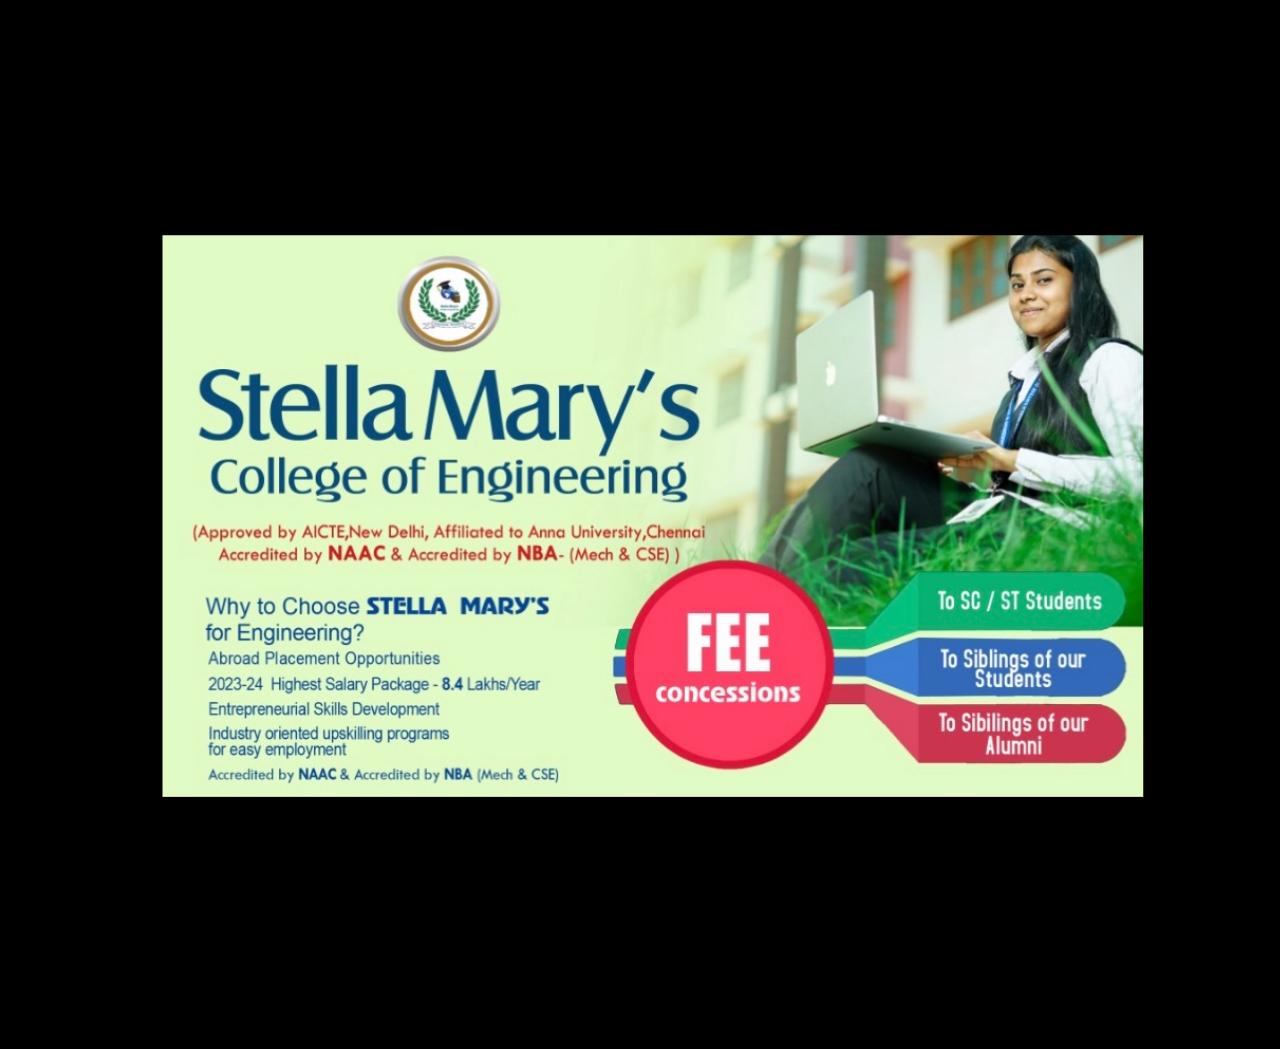 Stella Mary's
College of Engineering
(Approved by AICTE,New Delhi, Affiliated to Anna University,Chennai
Accredited by NAAC & Accredited by NBA- (Mech & CSE) )
Why to Choose STELLA MARY'S
for Engineering?
Abroad Placement Opportunities
2023-24 Highest Salary Package - 8.4 Lakhs/Year
Entrepreneurial Skills Development
Industry oriented upskilling programs
for easy employment
Accredited by NAAC & Accredited by NBA (Mech & CSE)
FEE
concessions
To SC / ST Students
To Siblings of our
Students
To Sibilings of our
Alumni